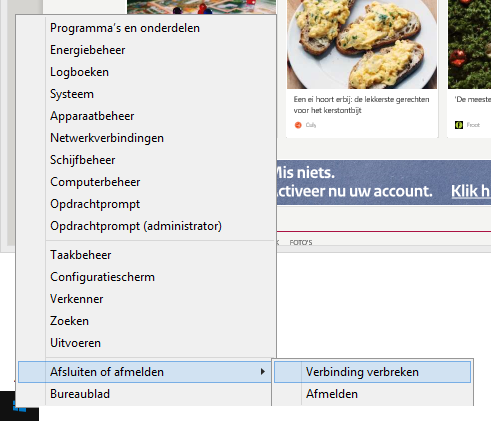 Programma's en onderdelen
Energiebeheer
Logboeken
Systeem
Apparaatbeheer
Netwerkverbindingen
Schijfbeheer
Computerbeheer
Opdrachtprompt
Opdrachtprompt (administrator)
Taakbeheer
Configuratiescherm
Verkenner
Zoeken
Uitvoeren
Afsluiten of afmelden
Bureaublad
Verbinding verbreken
Afmelden
Een ei hoort erbij: de lekkerste gerechten
voor het kerstontbijt
'De meeste
Froot
Mis niets.
Activeer nu uw account. Klik h
FOTO'S